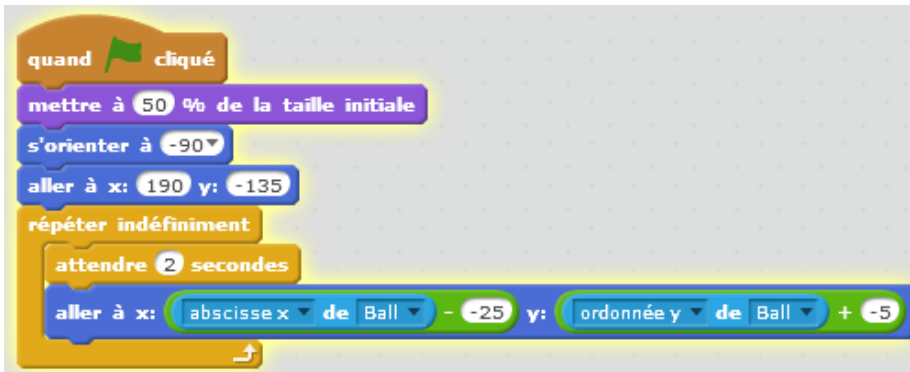 quand cliqué
mettre à 50 % de la taille initiale
s'orienter à -90
aller à x: 190 y: -135
répéter indéfiniment
attendre 2 secondes
aller à x: abscisse x de Ball - -25 y: ordonnée y de Ball + -5